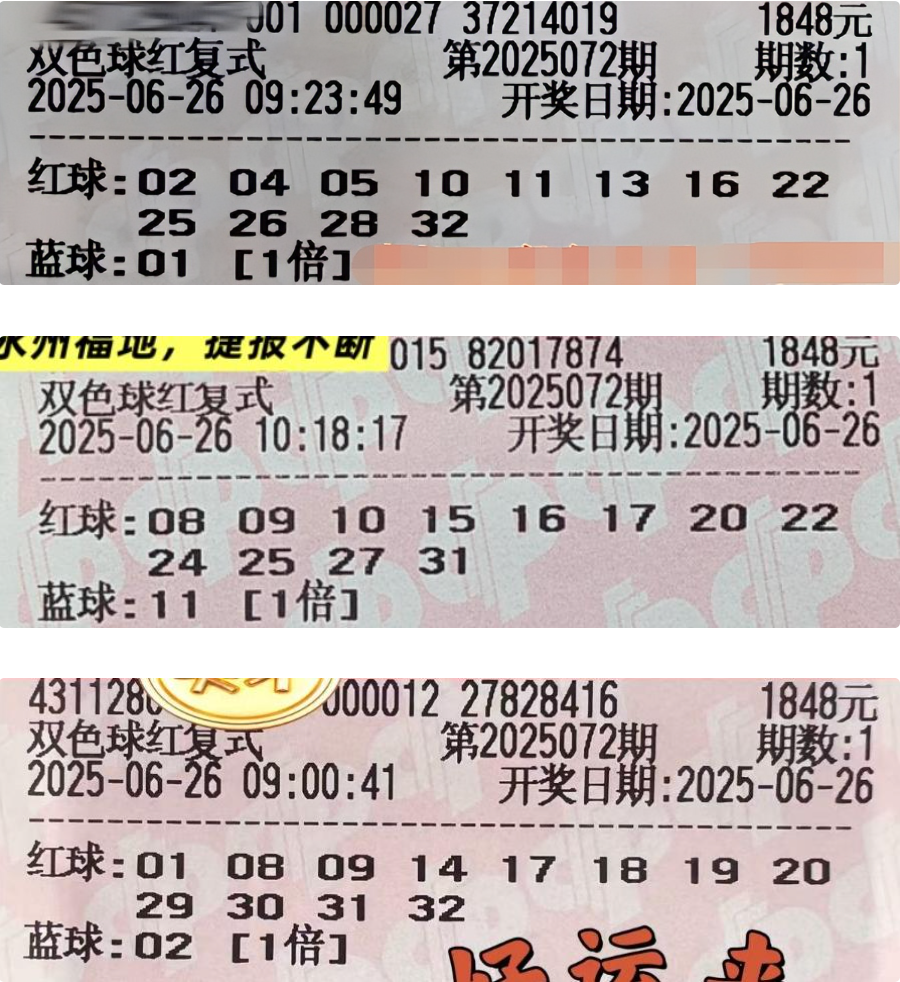 001 000027 37214019 1848元
双色球红复式 第2025072期 期数:1
2025-06-26 09:23:49 开奖日期:2025-06-26
红球:02 04 05 10 11 13 16 22
25 26 28 32
蓝球:01 [1倍]
永州福地，捷报不断
015 82017874 1848元
双色球红复式 第2025072期 期数:1
2025-06-26 10:18:17 开奖日期:2025-06-26
红球:08 09 10 15 16 17 20 22
24 25 27 31
蓝球:11 [1倍]
4311280 000012 27828416 1848元
双色球红复式 第2025072期 期数:1
2025-06-26 09:00:41 开奖日期:2025-06-26
红球:01 08 09 14 17 18 19 20
29 30 31 32
蓝球:02 [1倍]
好运来